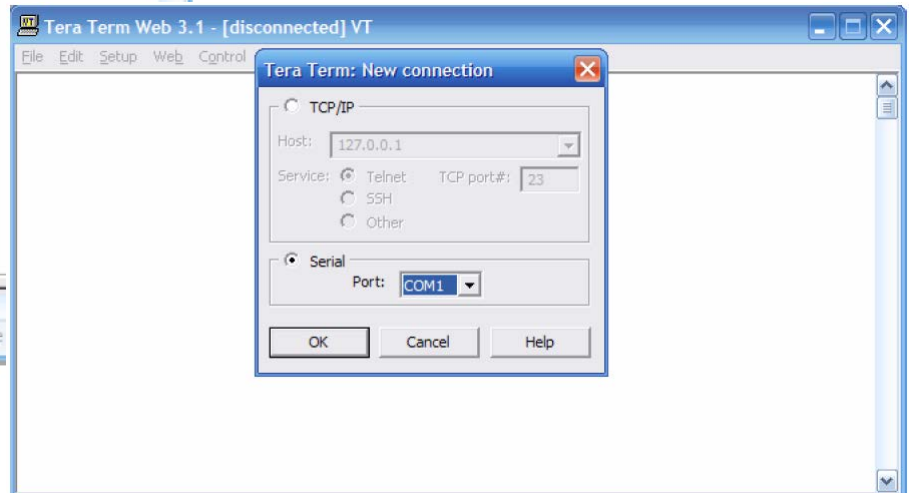 Tera Term Web 3.1 - [disconnected] VT
File Edit Setup Web Control
Tera Term: New connection
TCP/IP
Host: 127.0.0.1
Service: Telnet TCP port#: 23
SSH
Other
Serial
Port: COM1
OK Cancel Help